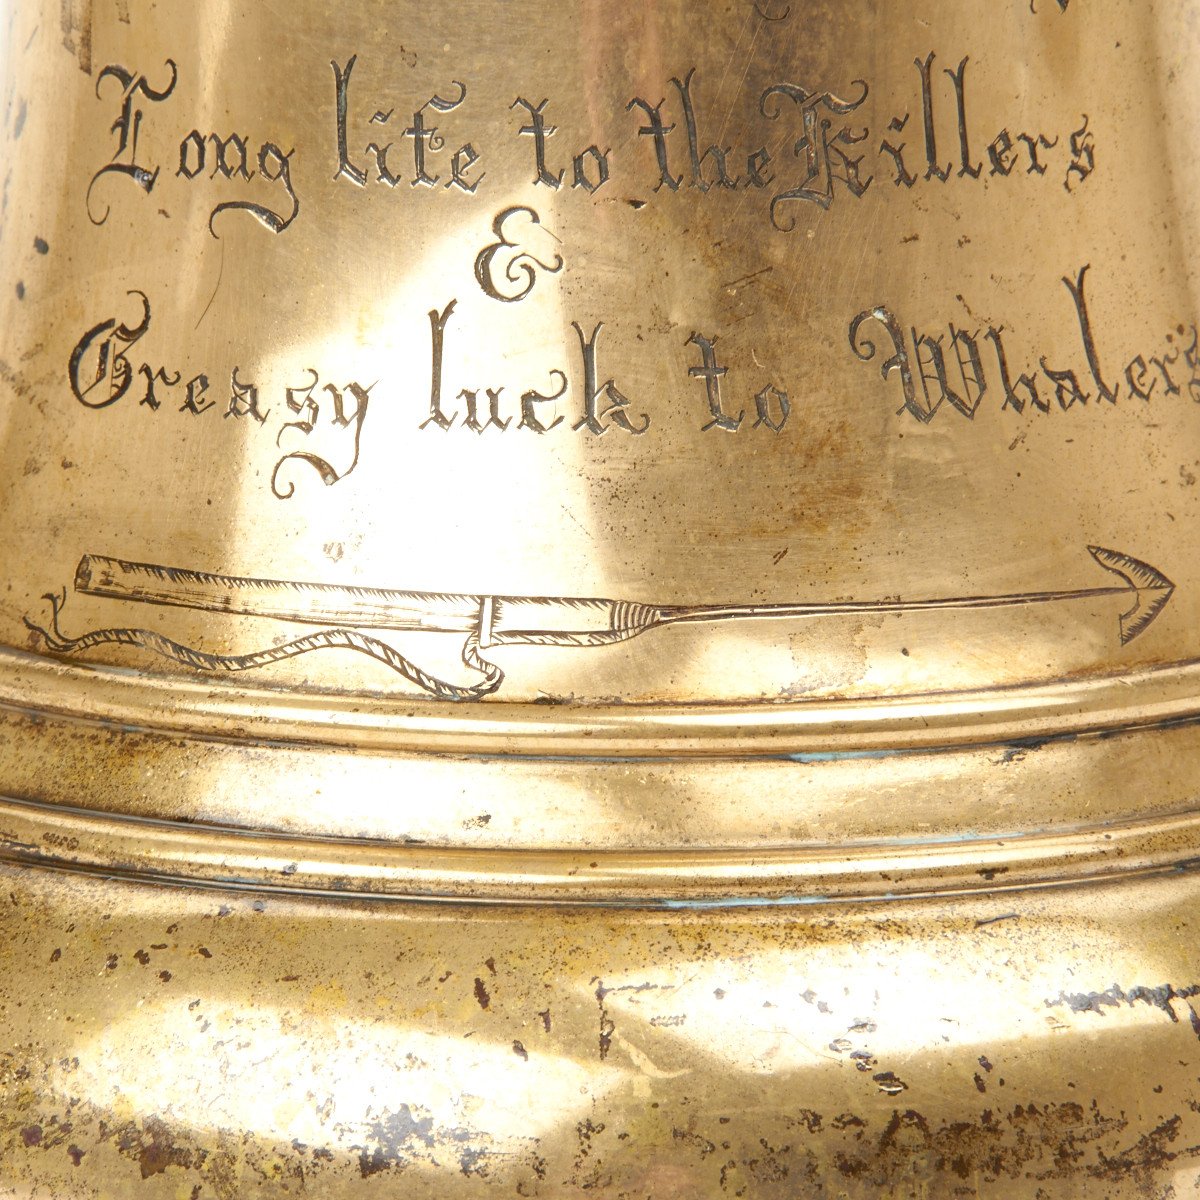 Long life to the Killers
&
Greasy luck to Whalers